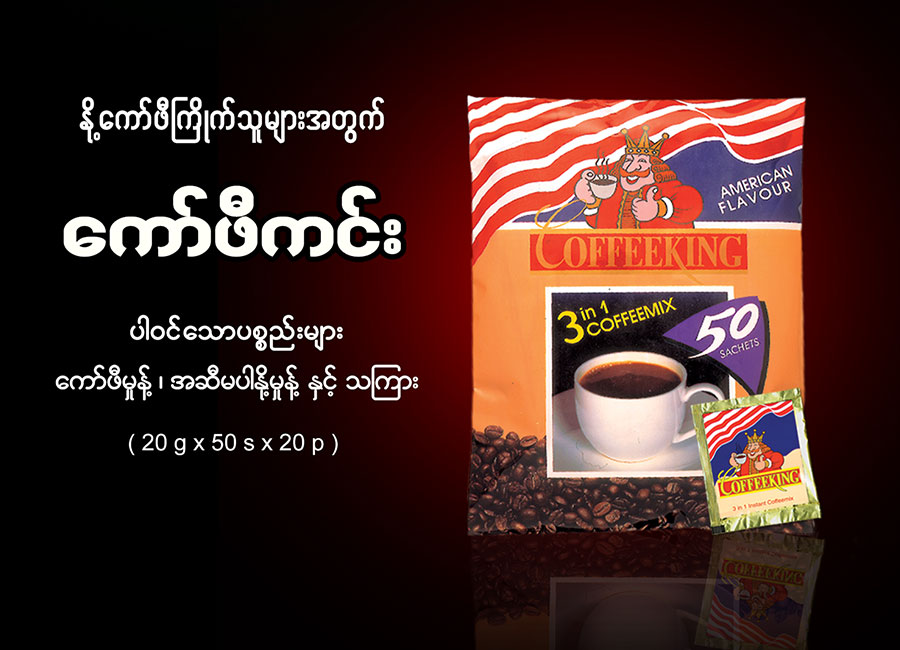 နို့ကော်ဖီကြိုက်သူများအတွက်
ကော်ဖီကင်း
ပါဝင်သောပစ္စည်းများ
ကော်ဖီမှုန့် ၊ အဆီမပါနို့မှုန့် နှင့် သကြား
( 20 g x 50 s x 20 p )
AMERICAN
FLAVOUR
COFFEEKING
3 in 1
COFFEEMIX
50
SACHETS
COFFEEKING
3 in 1 Instant Coffeemix